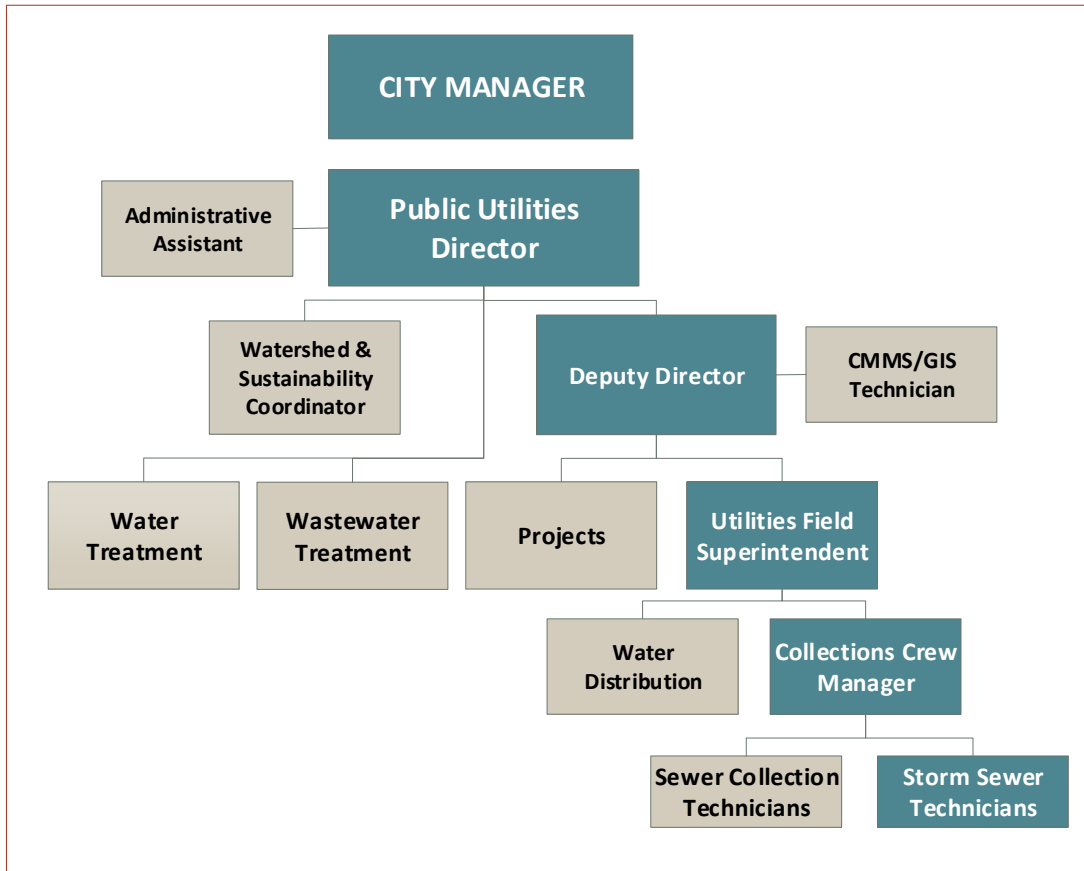 CITY MANAGER
Administrative
Assistant
Public Utilities
Director
Watershed &
Sustainability
Coordinator
Deputy Director
CMMS/GIS
Technician
Water
Treatment
Wastewater
Treatment
Projects
Utilities Field
Superintendent
Water
Distribution
Collections Crew
Manager
Sewer Collection
Technicians
Storm Sewer
Technicians